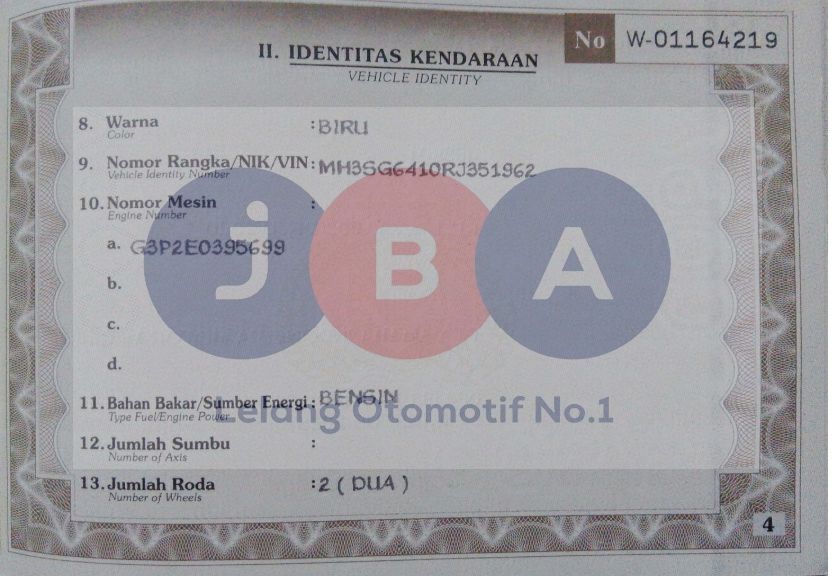 No W-01164219
II. IDENTITAS KENDARAAN
VEHICLE IDENTITY
8. Warna : BIRU
Color
9. Nomor Rangka/NIK/VIN : MH3SG6410RJ351962
Vehicle Identity Number
10. Nomor Mesin :
Engine Number
a. G3P2E0395699
b.
c.
d.
jBA
11. Bahan Bakar/Sumber Energi : BENSIN
Type Fuel/Engine Power
Lelang Otomotif No.1
12. Jumlah Sumbu :
Number of Axis
13. Jumlah Roda : 2 ( DUA )
Number of Wheels
4